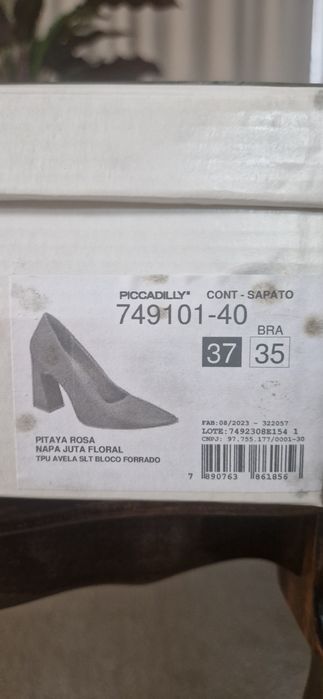 PICCADILLY® CONT - SAPATO
749101-40
BRA
37 35
FAB:08/2023 - 322057
LOTE:7492308E154 1
CNPJ: 97.755.177/0001-30
PITAYA ROSA
NAPA JUTA FLORAL
TPU AVELA SLT BLOCO FORRADO
7 890763 861856